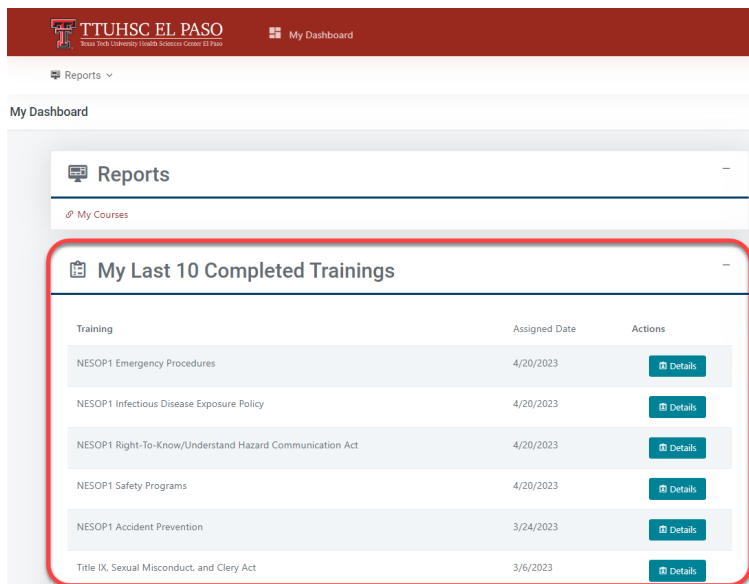 TTUHSC EL PASO
Texas Tech University Health Sciences Center El Paso
My Dashboard
Reports
My Dashboard
Reports
My Courses
My Last 10 Completed Trainings
Training Assigned Date Actions
NESOP1 Emergency Procedures 4/20/2023 Details
NESOP1 Infectious Disease Exposure Policy 4/20/2023 Details
NESOP1 Right-To-Know/Understand Hazard Communication Act 4/20/2023 Details
NESOP1 Safety Programs 4/20/2023 Details
NESOP1 Accident Prevention 3/24/2023 Details
Title IX, Sexual Misconduct, and Clery Act 3/6/2023 Details